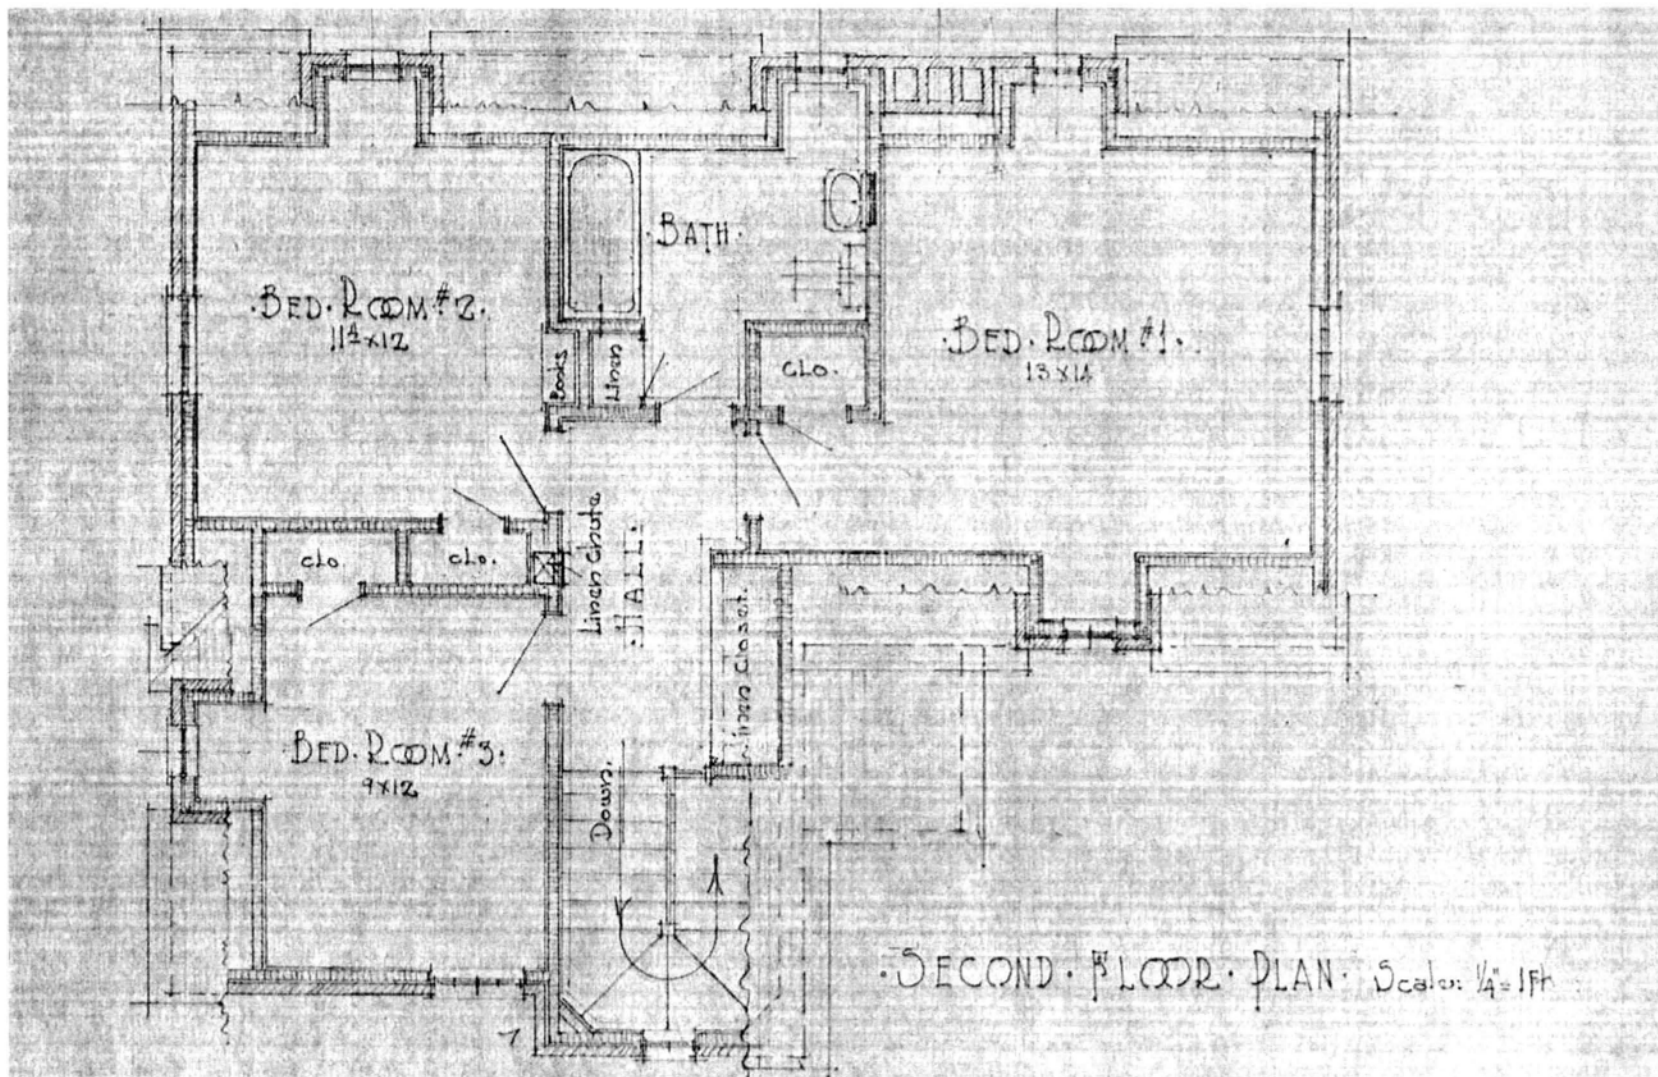 ·BATH·
·BED·ROOM #2·
11⁴x12
·BED·ROOM #1·
13x14
Books
Linen
CLO.
CLO
CLO.
Linen Chute
·HALL·
Linen Closet.
·BED·ROOM #3·
9x12
Down.
·SECOND·FLOOR·PLAN· Scale: 1/4"=1Ft